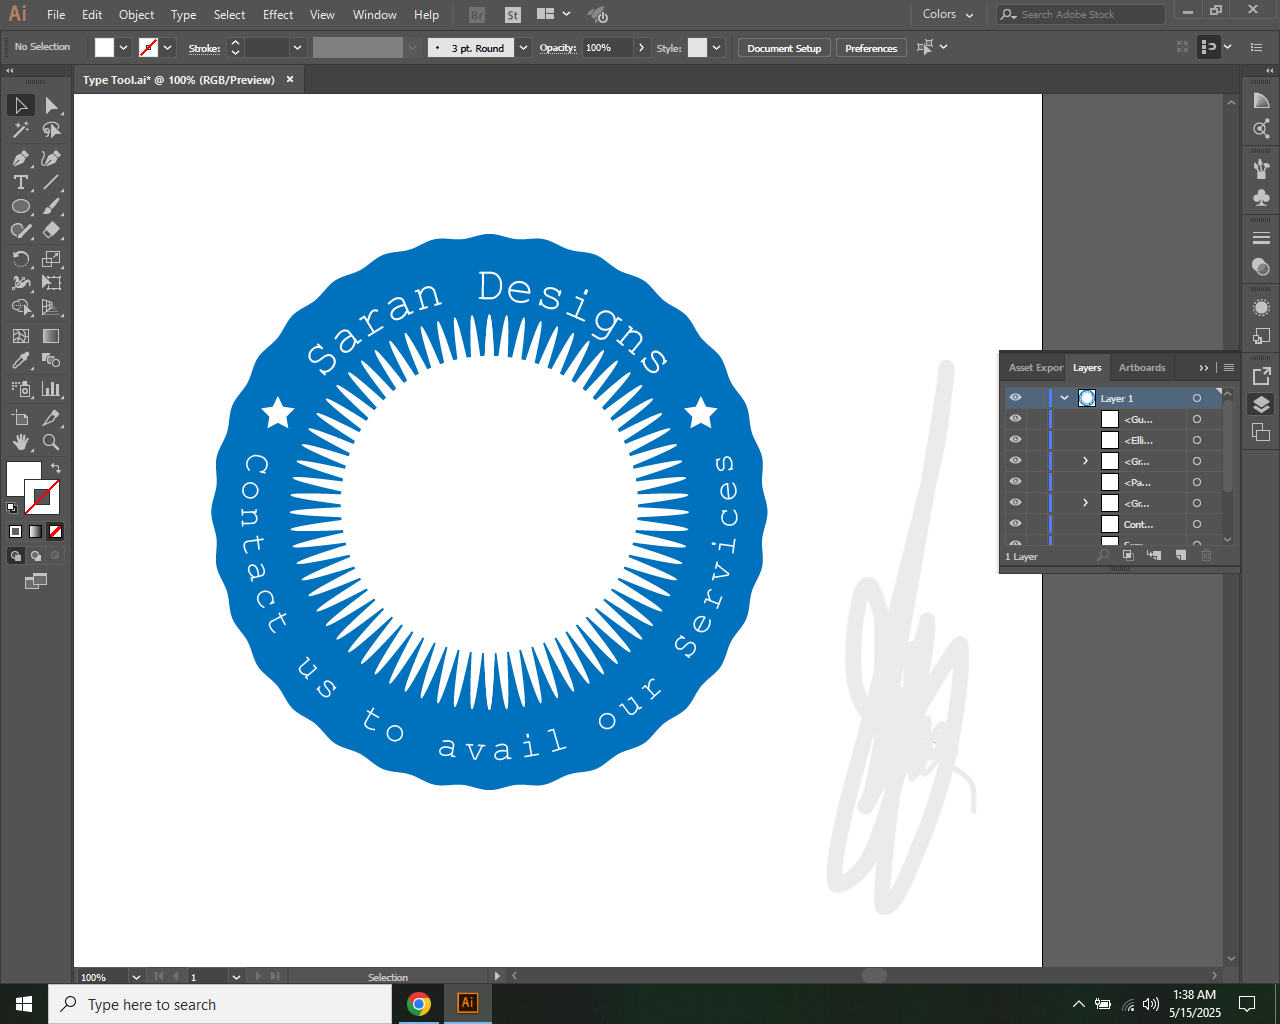 Ai File Edit Object Type Select Effect View Window Help Br St Colors Search Adobe Stock
No Selection Stroke: 3 pt. Round Opacity: 100% Style: Document Setup Preferences
Type Tool.ai* @ 100% (RGB/Preview)
Saran Designs
Contact us to avail our Services
Asset Expor Layers Artboards
Layer 1
<Gu...
<Elli...
<Gr...
<Pa...
<Gr...
Cont...
1 Layer
100% 1 Selection
Type here to search
Ai
1:38 AM
5/15/2025